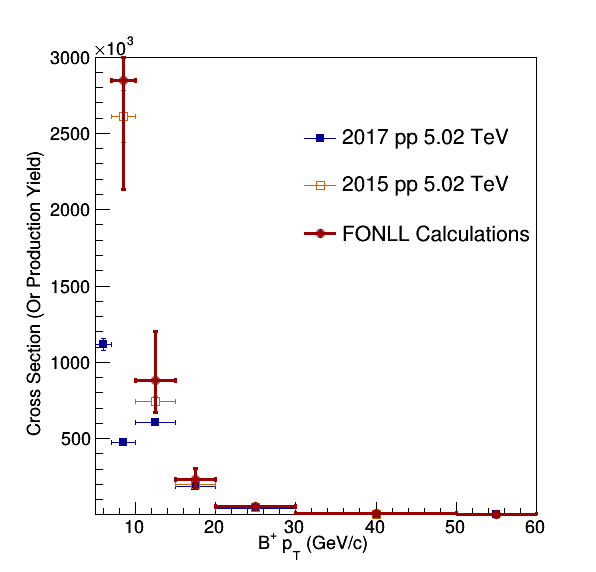 ×10³
3000
2500
2000
1500
1000
500
Cross Section (Or Production Yield)
2017 pp 5.02 TeV
2015 pp 5.02 TeV
FONLL Calculations
10 20 30 40 50 60
B⁺ p_T (GeV/c)